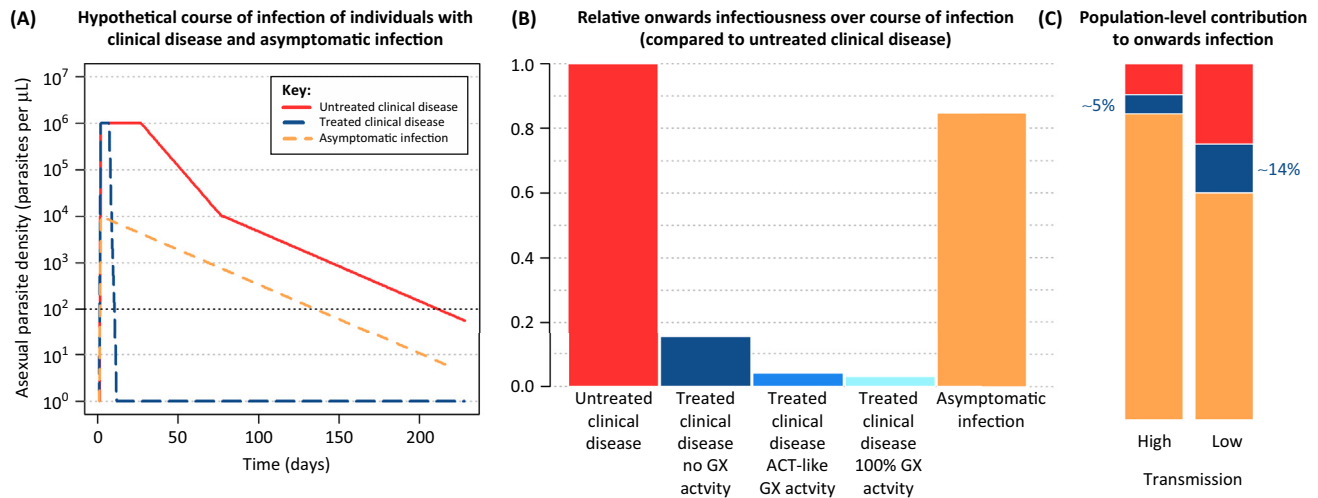 (A)
Hypothetical course of infection of individuals with
clinical disease and asymptomatic infection
Asexual parasite density (parasites per μL)
10⁷
10⁶
10⁵
10⁴
10³
10²
10¹
10⁰
Key:
Untreated clinical disease
Treated clinical disease
Asymptomatic infection
0
50
100
150
200
Time (days)
(B)
Relative onwards infectiousness over course of infection
(compared to untreated clinical disease)
1.0
0.8
0.6
0.4
0.2
0.0
Untreated
clinical
disease
Treated
clinical
disease
no GX
actvity
Treated
clinical
disease
ACT-like
GX actvity
Treated
clinical
disease
100% GX
actvity
Asymptomatic
infection
(C)
Population-level contribution
to onwards infection
~5%
~14%
High
Low
Transmission